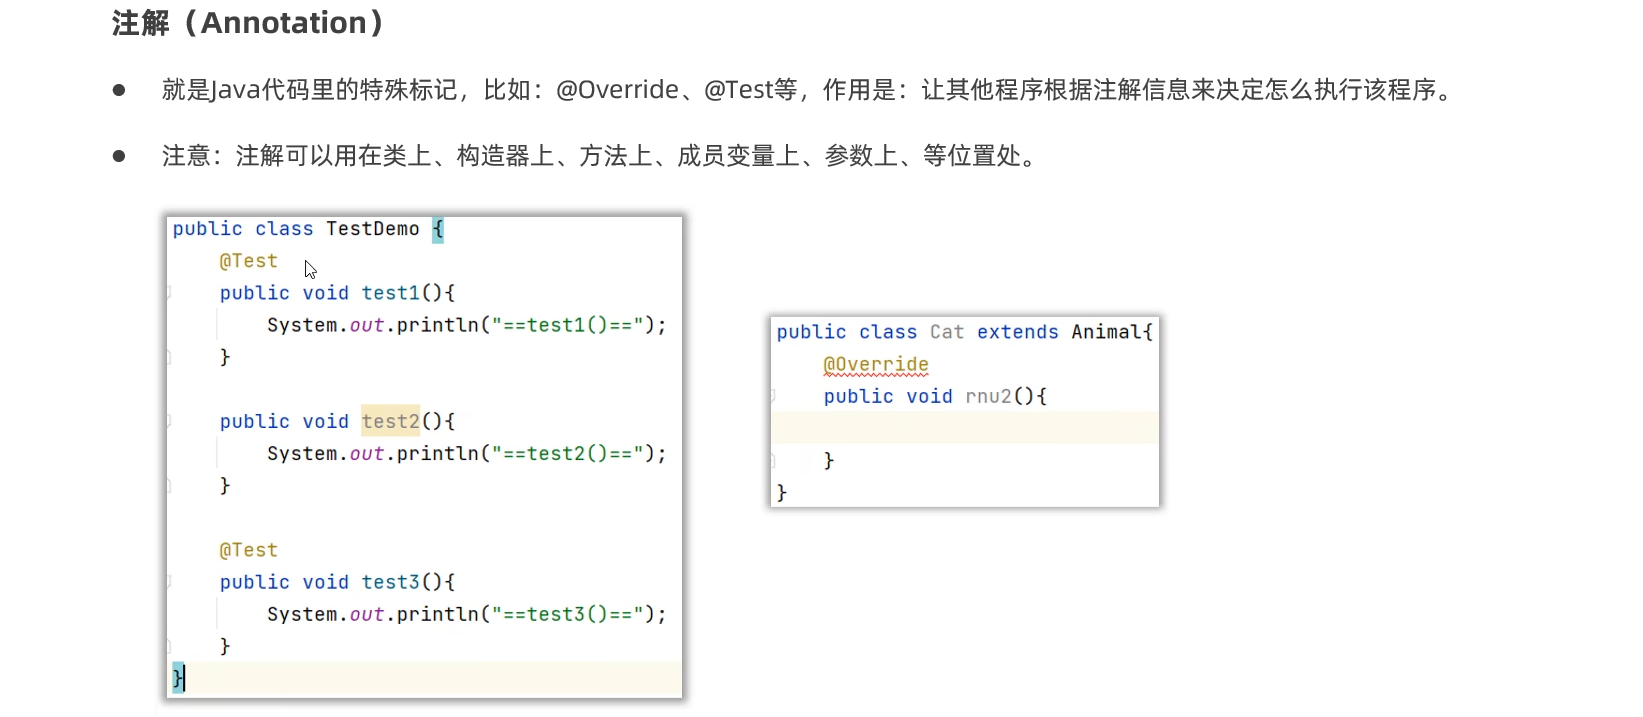 注解（Annotation）
● 就是Java代码里的特殊标记，比如：@Override、@Test等，作用是：让其他程序根据注解信息来决定怎么执行该程序。
● 注意：注解可以用在类上、构造器上、方法上、成员变量上、参数上、等位置处。
public class TestDemo {
@Test
public void test1(){
System.out.println("==test1()==");
}
public void test2(){
System.out.println("==test2()==");
}
@Test
public void test3(){
System.out.println("==test3()==");
}
}
public class Cat extends Animal{
@Override
public void rnu2(){
}
}